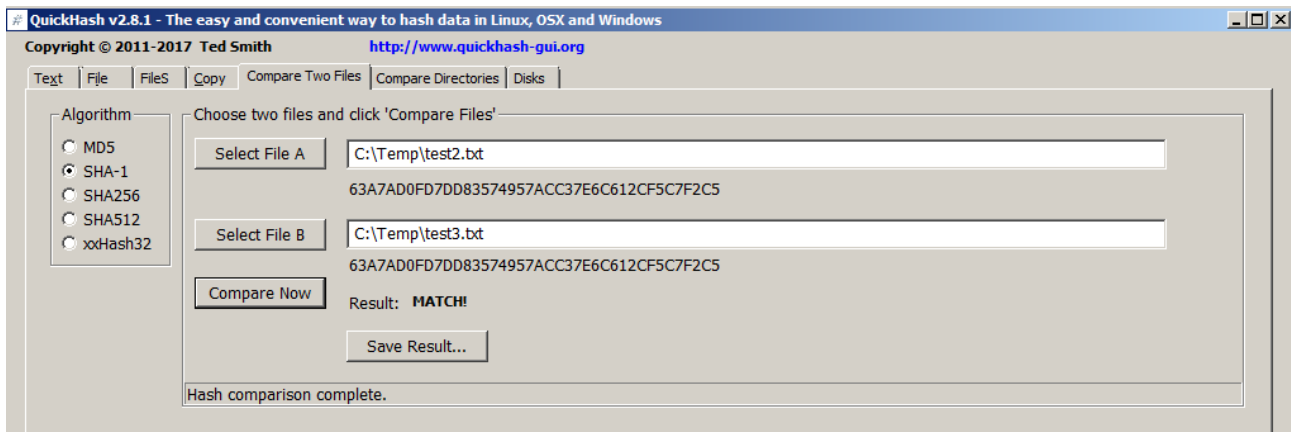 # QuickHash v2.8.1 - The easy and convenient way to hash data in Linux, OSX and Windows
Copyright © 2011-2017 Ted Smith http://www.quickhash-gui.org
Text File FileS Copy Compare Two Files Compare Directories Disks
Algorithm
MD5
SHA-1
SHA256
SHA512
xxHash32
Choose two files and click 'Compare Files'
Select File A C:\Temp\test2.txt
63A7AD0FD7DD83574957ACC37E6C612CF5C7F2C5
Select File B C:\Temp\test3.txt
63A7AD0FD7DD83574957ACC37E6C612CF5C7F2C5
Compare Now Result: MATCH!
Save Result...
Hash comparison complete.